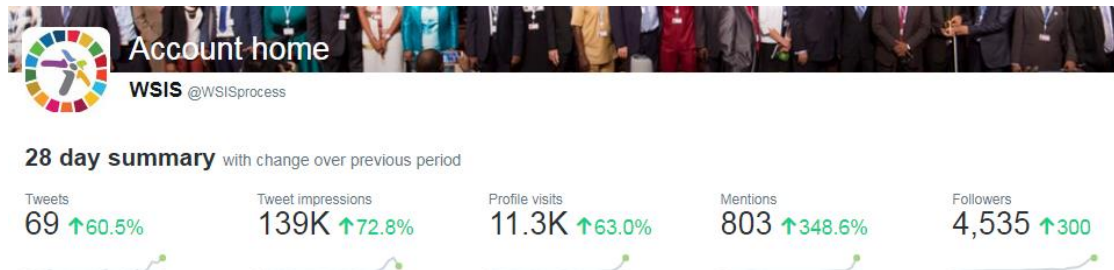 Account home
WSIS @WSISprocess
28 day summary with change over previous period
Tweets Tweet impressions Profile visits Mentions Followers
69 ↑60.5% 139K ↑72.8% 11.3K ↑63.0% 803 ↑348.6% 4,535 ↑300